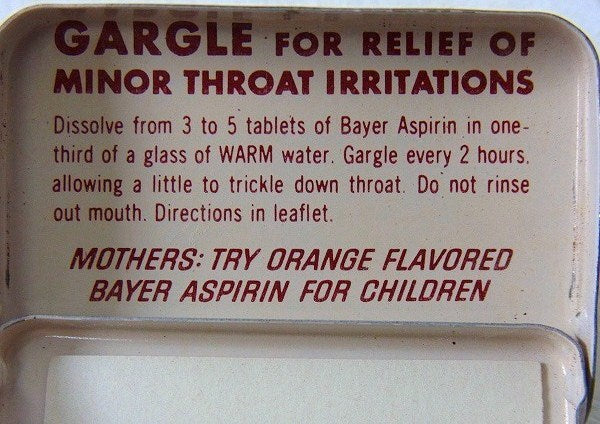 GARGLE FOR RELIEF OF
MINOR THROAT IRRITATIONS
Dissolve from 3 to 5 tablets of Bayer Aspirin in one-
third of a glass of WARM water. Gargle every 2 hours,
allowing a little to trickle down throat. Do not rinse
out mouth. Directions in leaflet.
MOTHERS: TRY ORANGE FLAVORED
BAYER ASPIRIN FOR CHILDREN